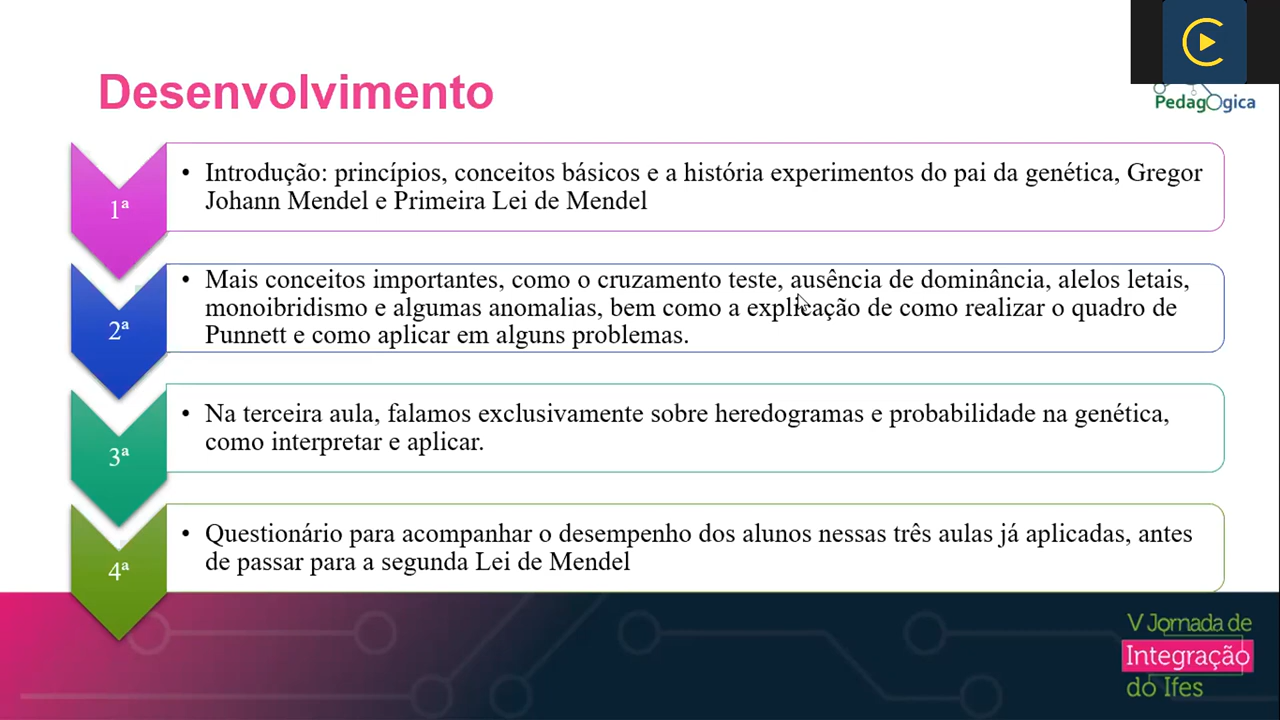 Desenvolvimento
PedagOgica
1ª
• Introdução: princípios, conceitos básicos e a história experimentos do pai da genética, Gregor
Johann Mendel e Primeira Lei de Mendel
2ª
• Mais conceitos importantes, como o cruzamento teste, ausência de dominância, alelos letais,
monoibridismo e algumas anomalias, bem como a explicação de como realizar o quadro de
Punnett e como aplicar em alguns problemas.
3ª
• Na terceira aula, falamos exclusivamente sobre heredogramas e probabilidade na genética,
como interpretar e aplicar.
4ª
• Questionário para acompanhar o desempenho dos alunos nessas três aulas já aplicadas, antes
de passar para a segunda Lei de Mendel
V Jornada de
Integração
do Ifes